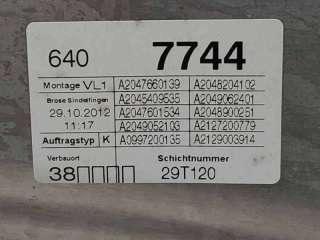 640 7744
Montage VL1 A2047660139 A2048204102
Brose Sindelfingen A2045409535 A2049062401
29.10.2012 A2047601534 A2048900251
11.17 A2049052103 A2127200779
Auftragstyp K A0997200135 A2129003914
Verbauort Schichtnummer
38 29T120